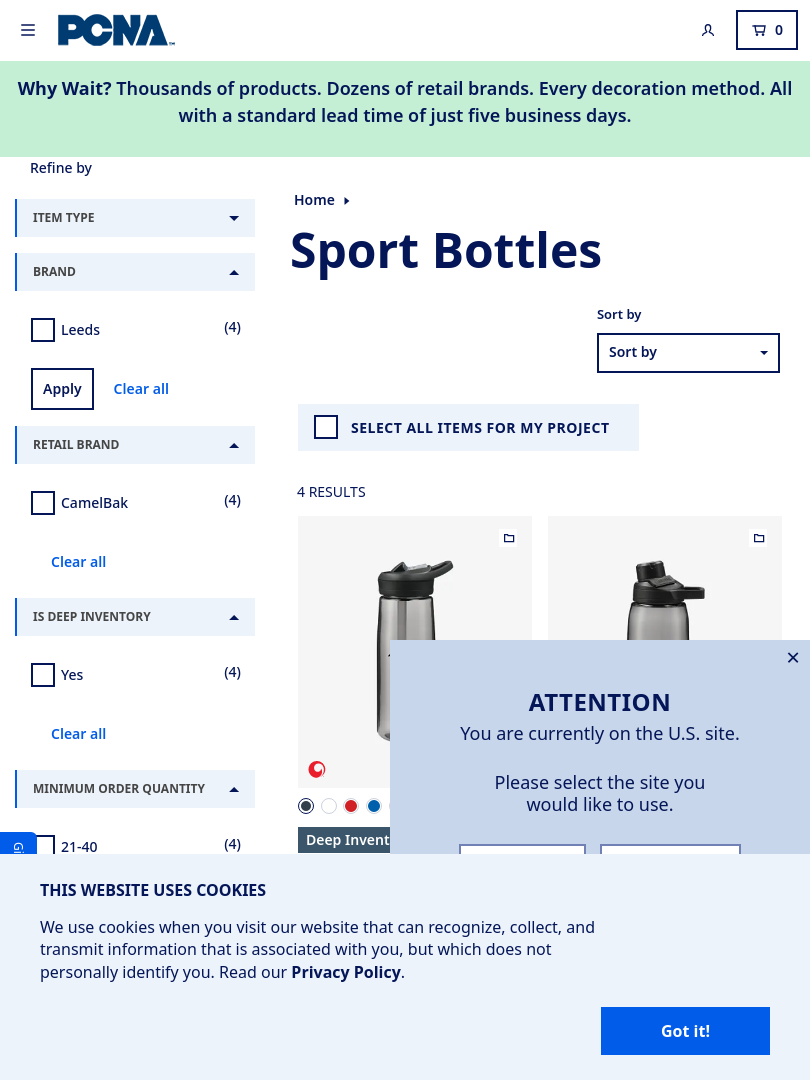 PCNA
0
Why Wait? Thousands of products. Dozens of retail brands. Every decoration method. All
with a standard lead time of just five business days.
Refine by
ITEM TYPE
BRAND
Leeds (4)
Apply Clear all
RETAIL BRAND
CamelBak (4)
Clear all
IS DEEP INVENTORY
Yes (4)
Clear all
MINIMUM ORDER QUANTITY
21-40 (4)
Home
Sport Bottles
Sort by
Sort by
SELECT ALL ITEMS FOR MY PROJECT
4 RESULTS
ATTENTION
You are currently on the U.S. site.
Please select the site you
would like to use.
THIS WEBSITE USES COOKIES
We use cookies when you visit our website that can recognize, collect, and
transmit information that is associated with you, but which does not
personally identify you. Read our Privacy Policy.
Got it!